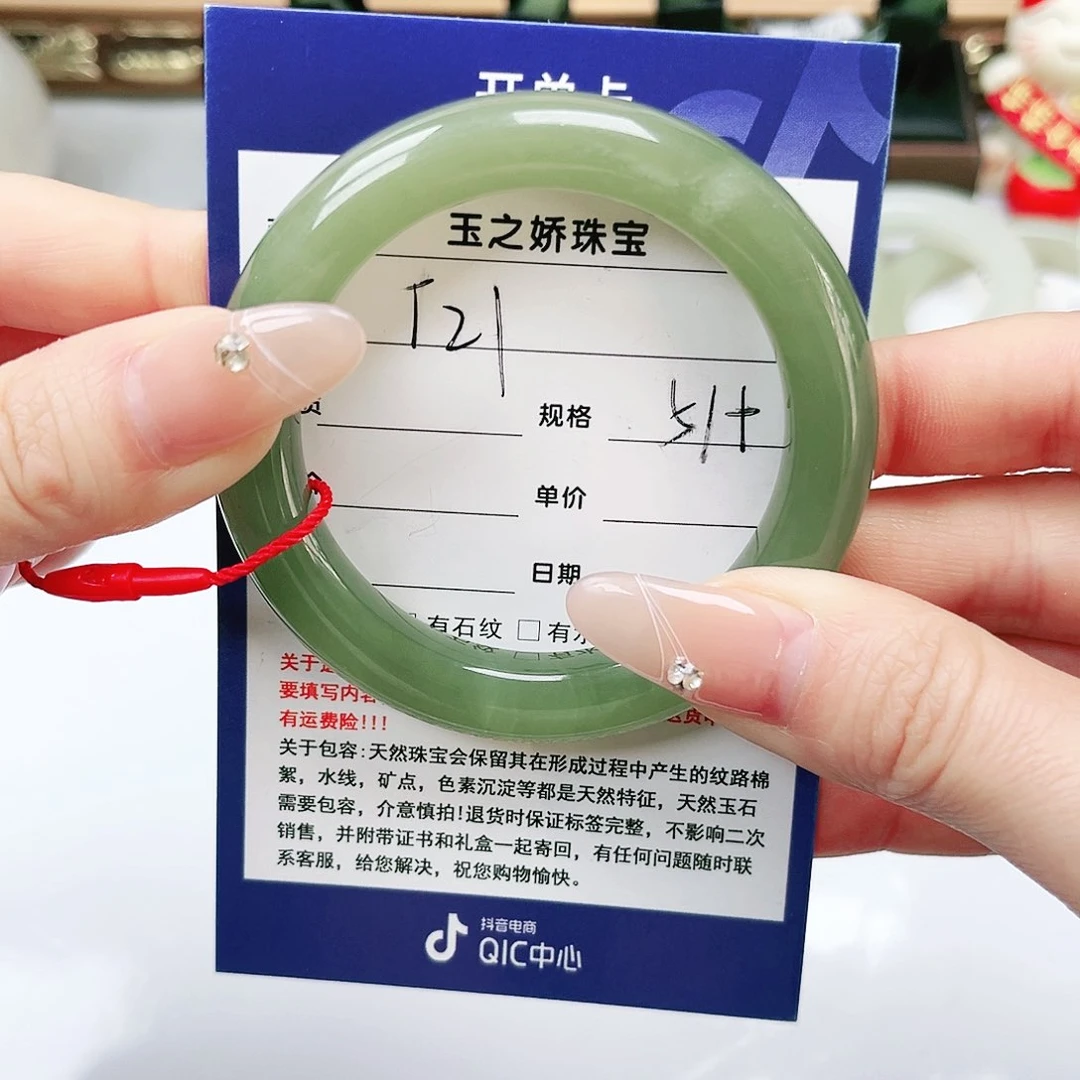 开单卡
玉之娇珠宝
T21
规格
单价
日期
有石纹 □有
关于
要填写内容
有运费险!!!
关于包容:天然珠宝会保留其在形成过程中产生的纹路棉
絮，水线，矿点，色素沉淀等都是天然特征，天然玉石
需要包容，介意慎拍!退货时保证标签完整，不影响二次
销售，并附带证书和礼盒一起寄回，有任何问题随时联
系客服，给您解决，祝您购物愉快。
抖音电商
QIC中心